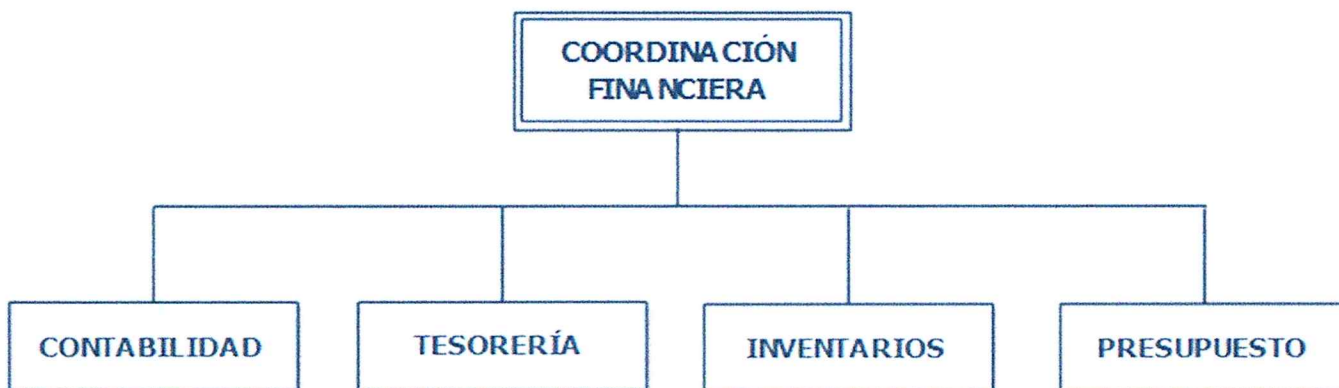 COORDINACIÓN
FINANCIERA
CONTABILIDAD
TESORERÍA
INVENTARIOS
PRESUPUESTO